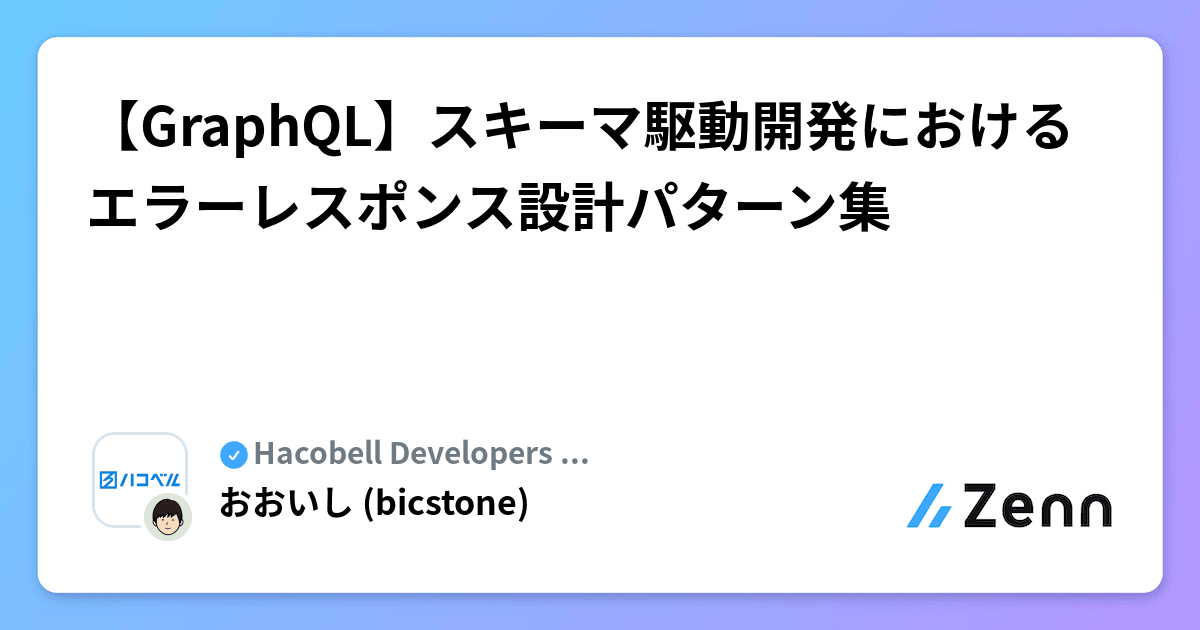 【GraphQL】スキーマ駆動開発における
エラーレスポンス設計パターン集
ハコベル
Hacobell Developers ...
おおいし (bicstone)
Zenn